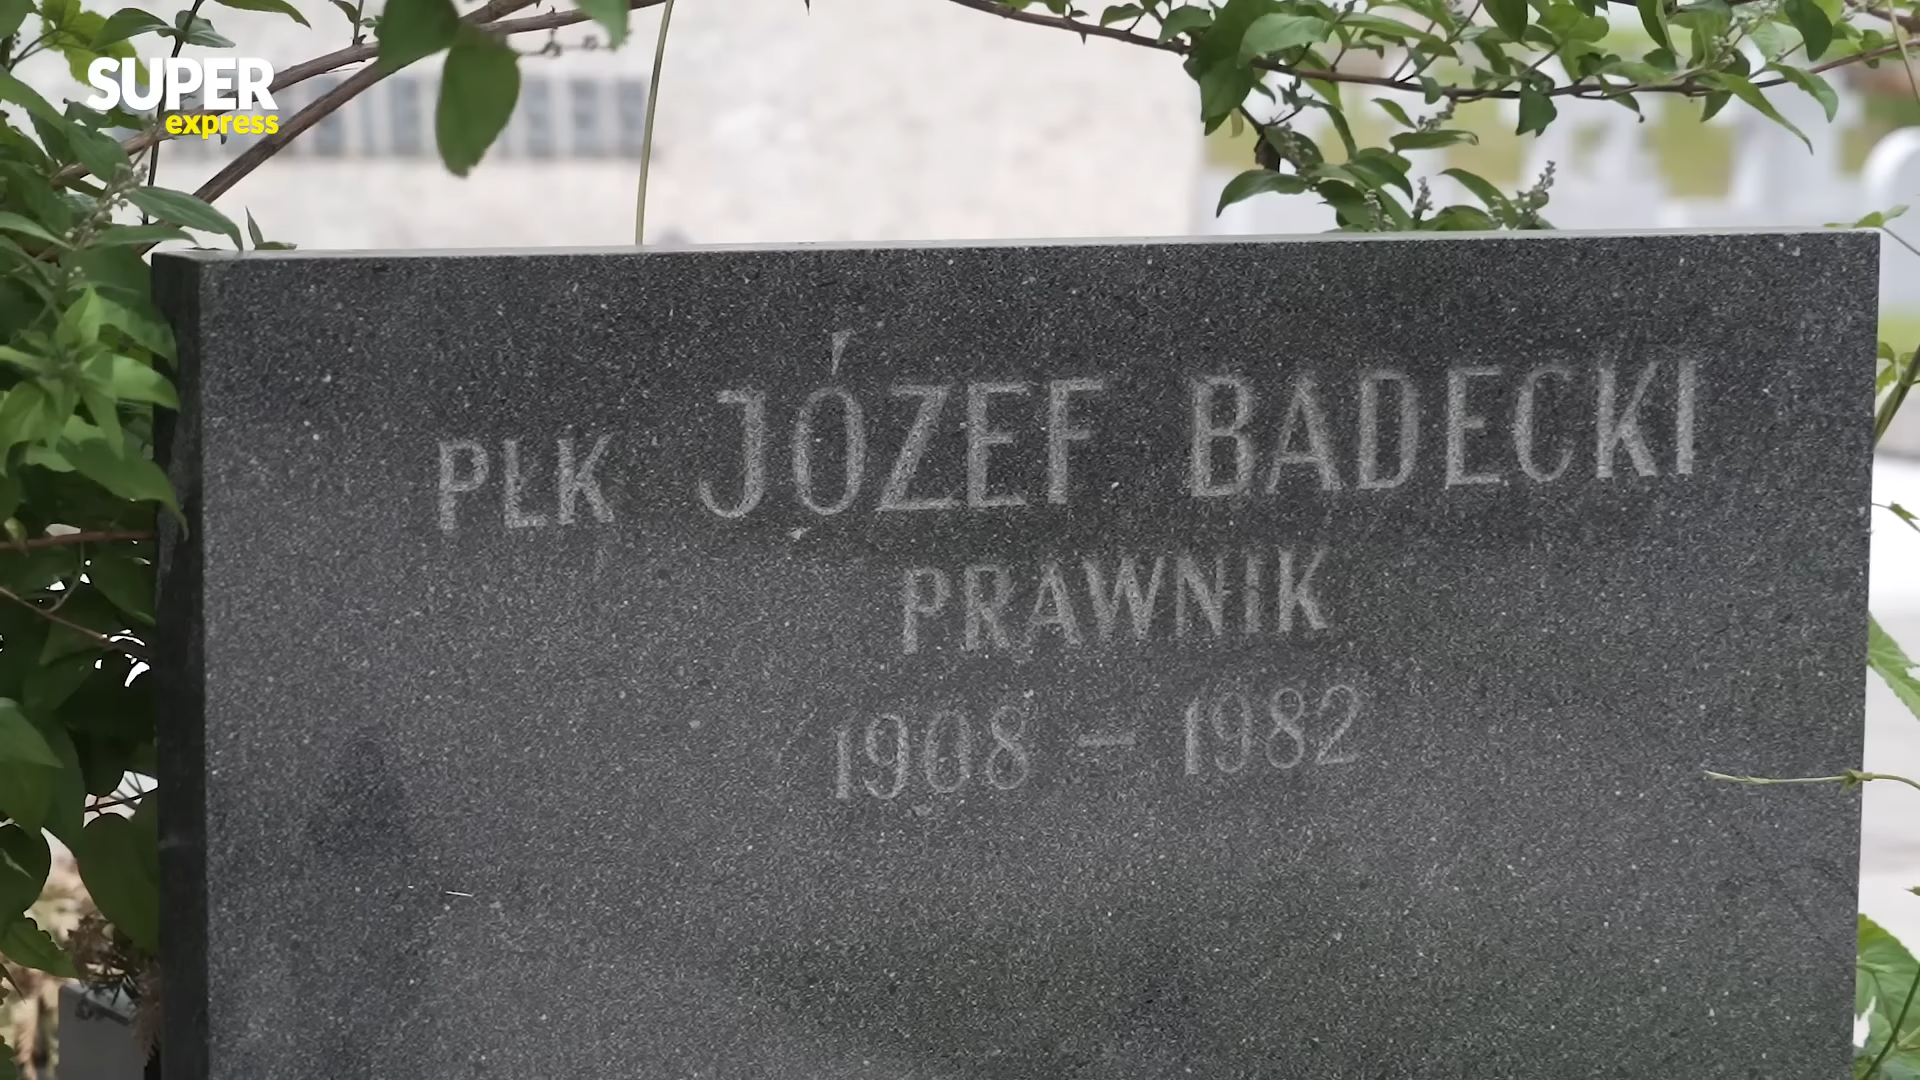 SUPER
express
PŁK JÓZEF BADECKI
PRAWNIK
1908 – 1982